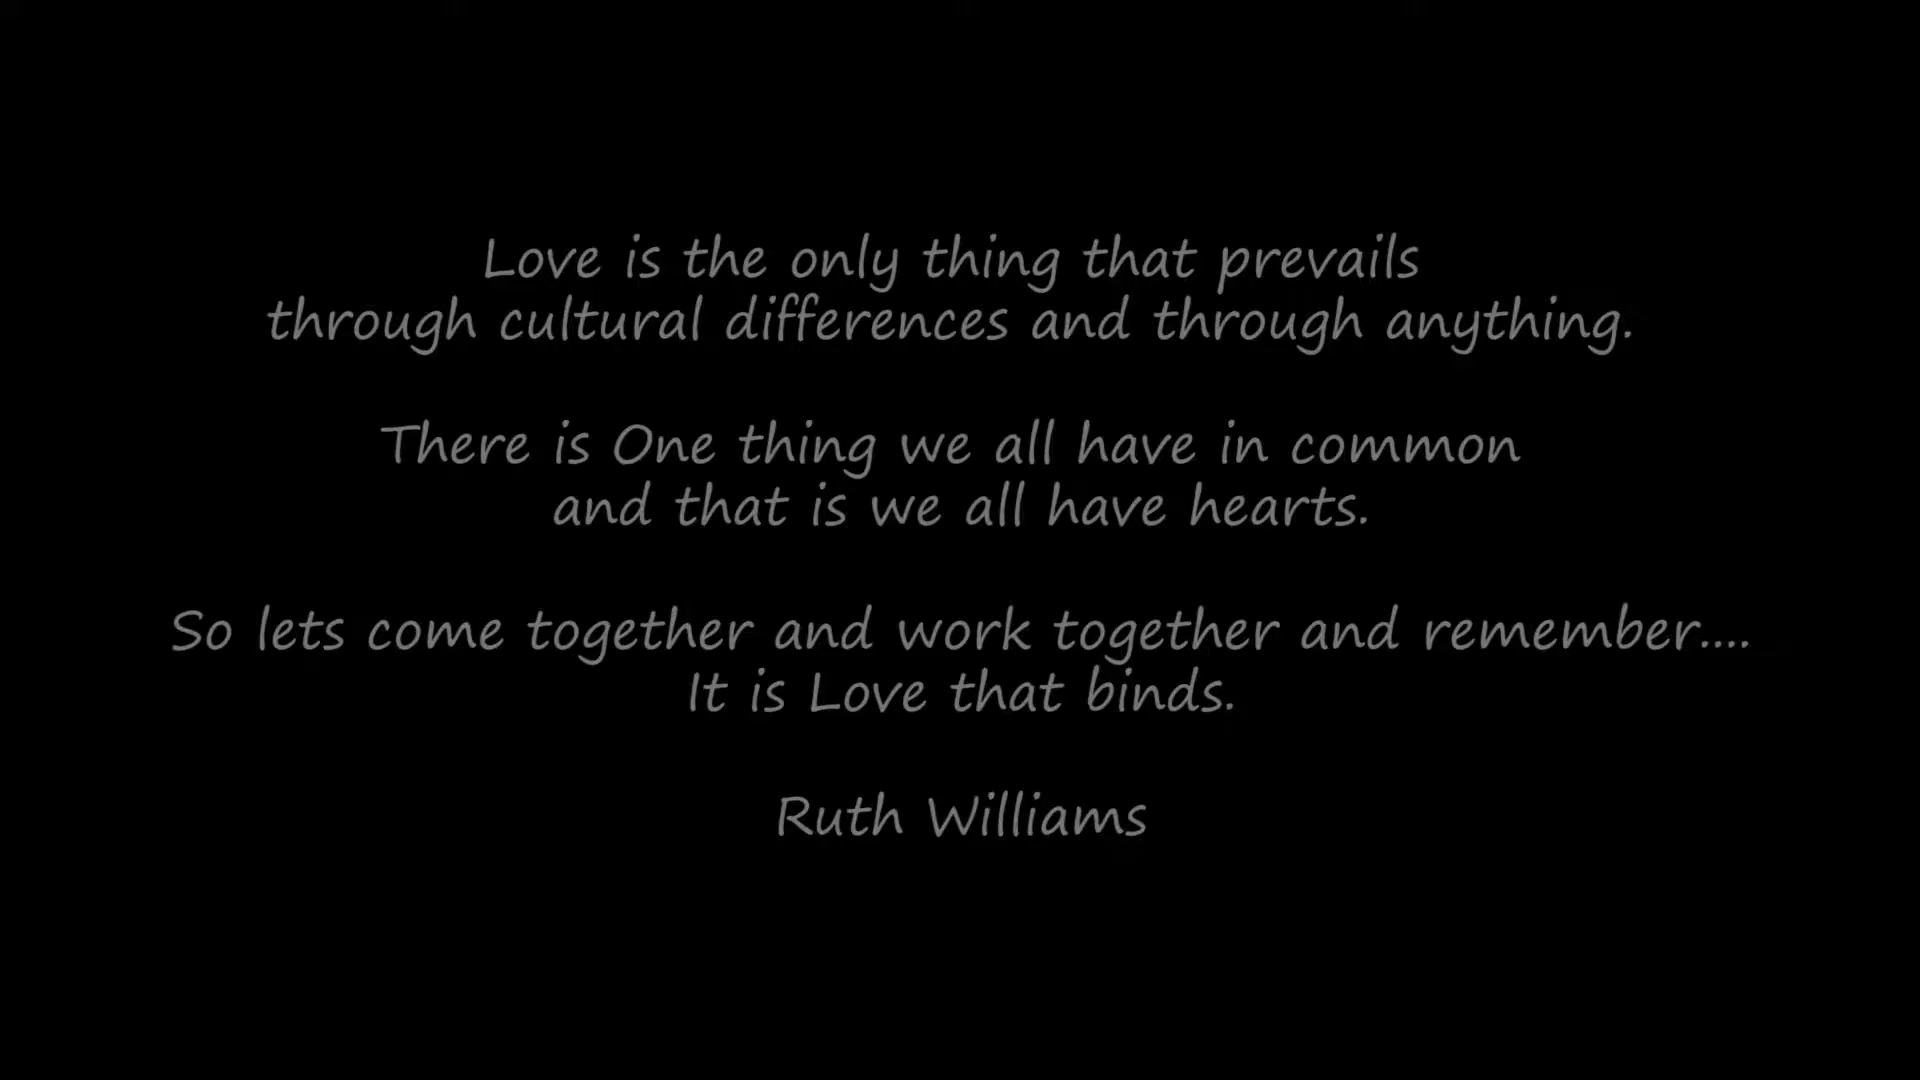 Love is the only thing that prevails
through cultural differences and through anything.
There is One thing we all have in common
and that is we all have hearts.
So lets come together and work together and remember....
It is Love that binds.
Ruth Williams